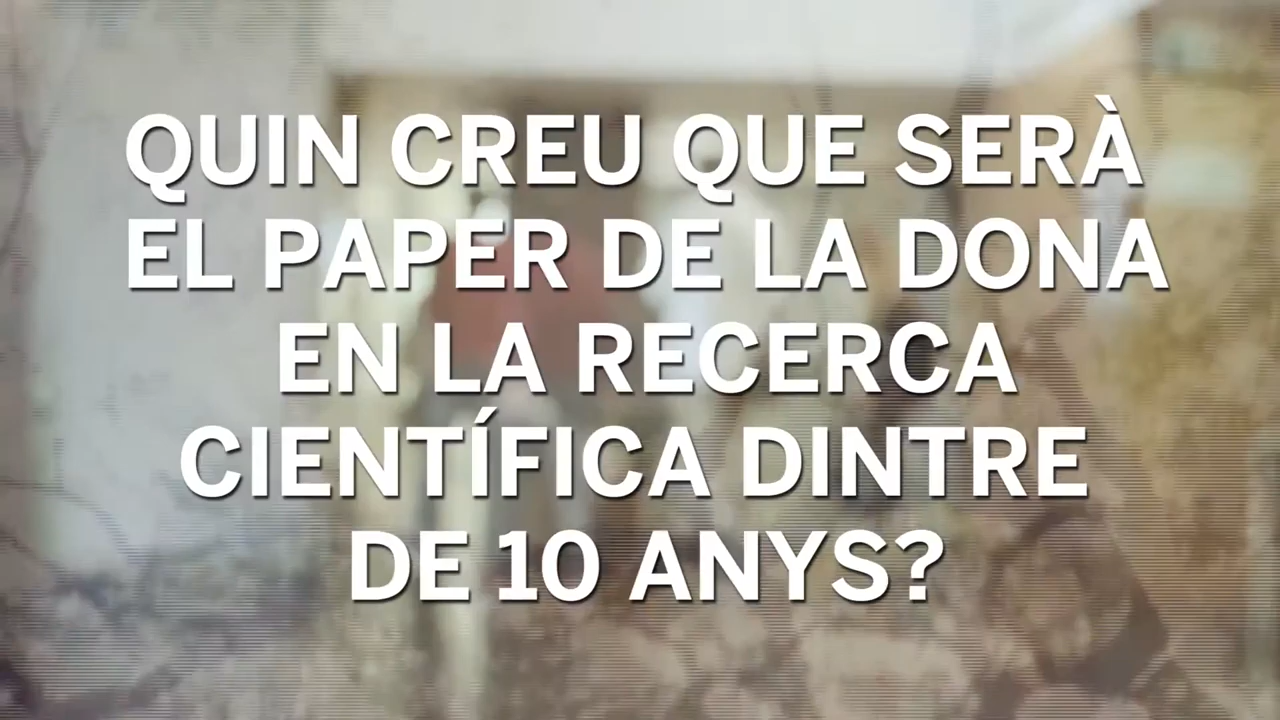 QUIN CREU QUE SERÀ
EL PAPER DE LA DONA
EN LA RECERCA
CIENTÍFICA DINTRE
DE 10 ANYS?